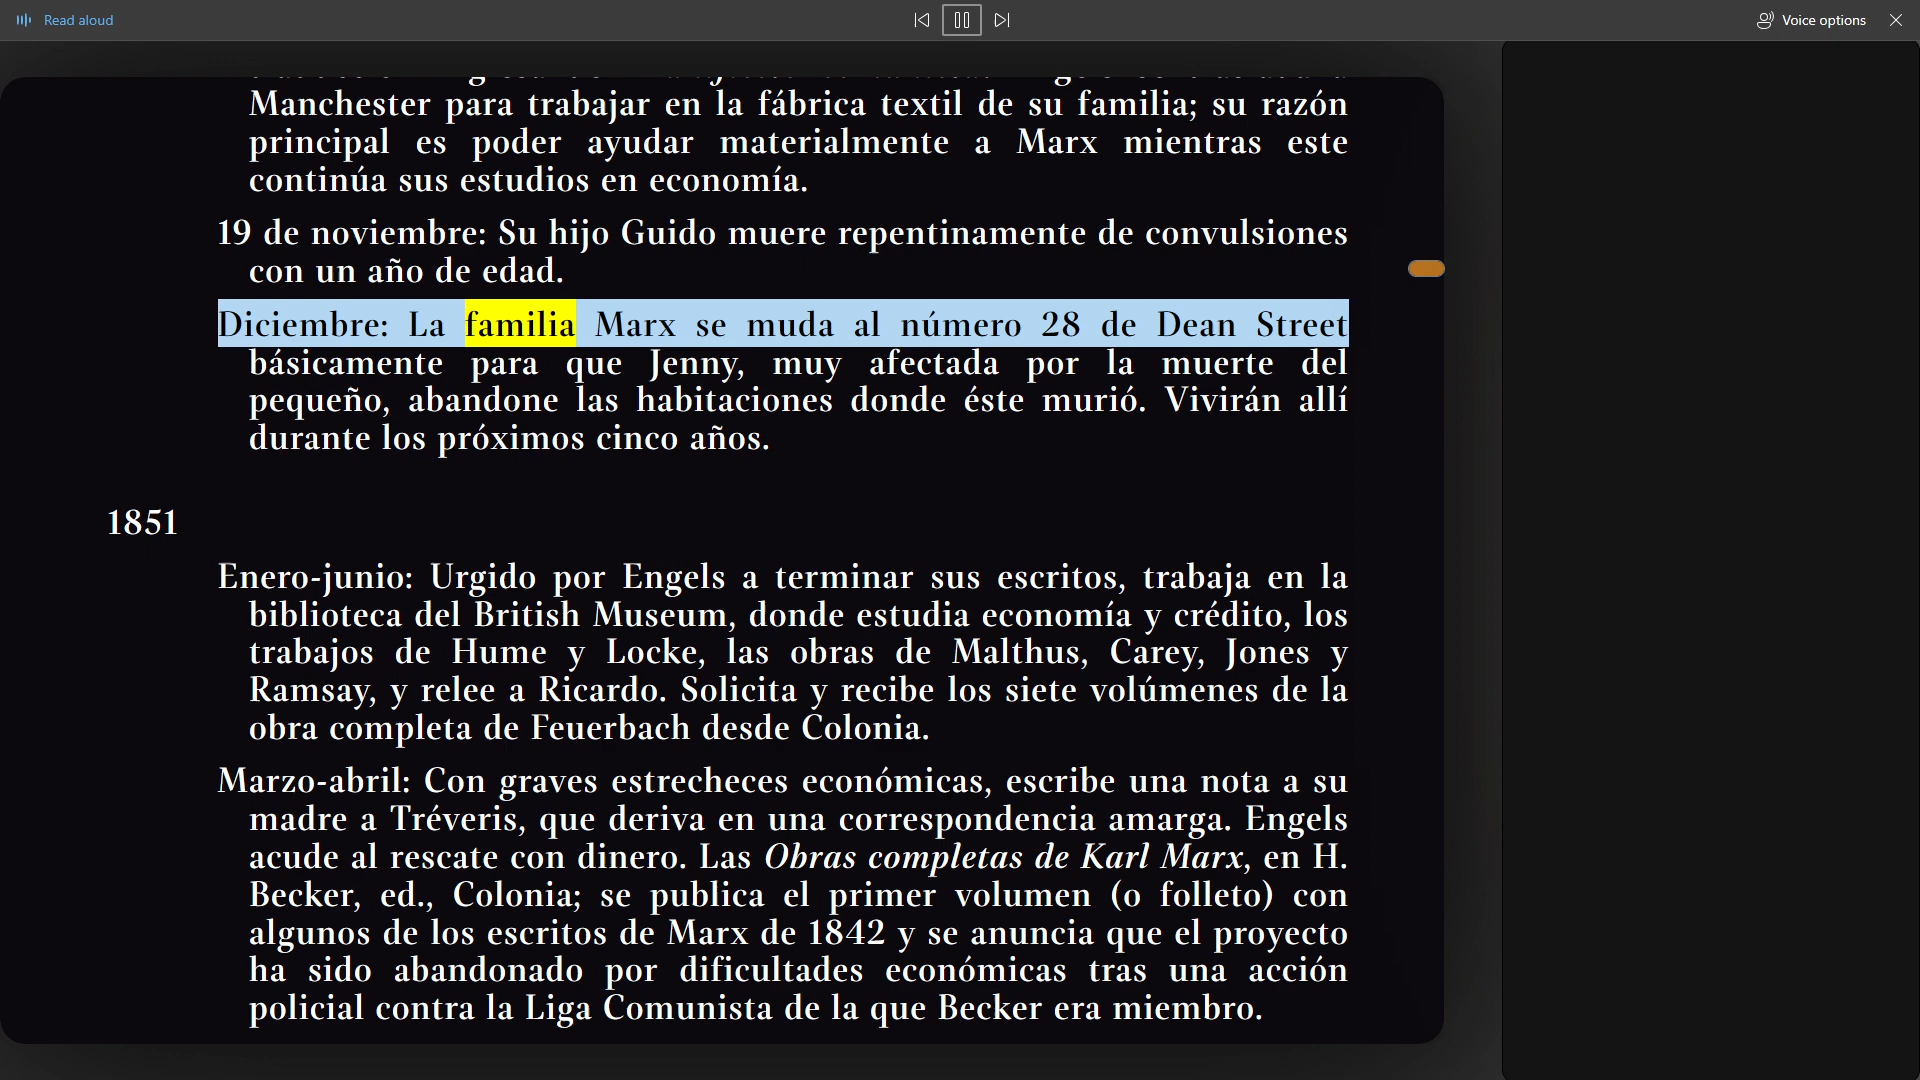 Read aloud
Voice options
Manchester para trabajar en la fábrica textil de su familia; su razón
principal es poder ayudar materialmente a Marx mientras este
continúa sus estudios en economía.
19 de noviembre: Su hijo Guido muere repentinamente de convulsiones
con un año de edad.
Diciembre: La familia Marx se muda al número 28 de Dean Street
básicamente para que Jenny, muy afectada por la muerte del
pequeño, abandone las habitaciones donde éste murió. Vivirán allí
durante los próximos cinco años.
1851
Enero-junio: Urgido por Engels a terminar sus escritos, trabaja en la
biblioteca del British Museum, donde estudia economía y crédito, los
trabajos de Hume y Locke, las obras de Malthus, Carey, Jones y
Ramsay, y relee a Ricardo. Solicita y recibe los siete volúmenes de la
obra completa de Feuerbach desde Colonia.
Marzo-abril: Con graves estrecheces económicas, escribe una nota a su
madre a Tréveris, que deriva en una correspondencia amarga. Engels
acude al rescate con dinero. Las Obras completas de Karl Marx, en H.
Becker, ed., Colonia; se publica el primer volumen (o folleto) con
algunos de los escritos de Marx de 1842 y se anuncia que el proyecto
ha sido abandonado por dificultades económicas tras una acción
policial contra la Liga Comunista de la que Becker era miembro.